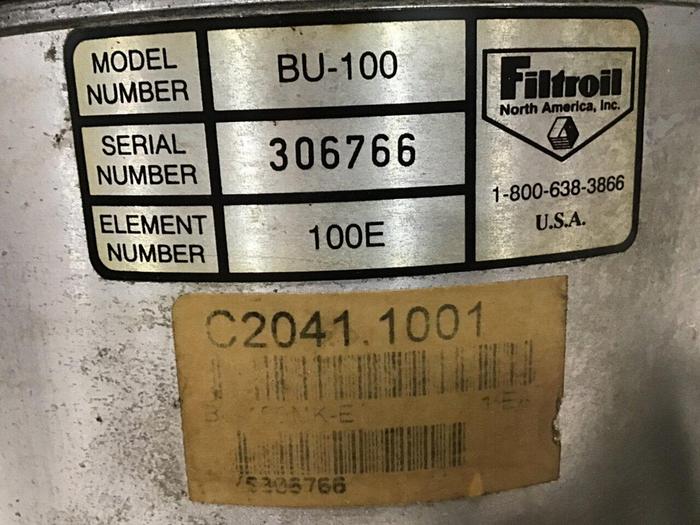 MODEL NUMBER
BU-100
SERIAL NUMBER
306766
ELEMENT NUMBER
100E
Filtroil
North America, Inc.
1-800-638-3866
U.S.A.
C2041.1001
S306766